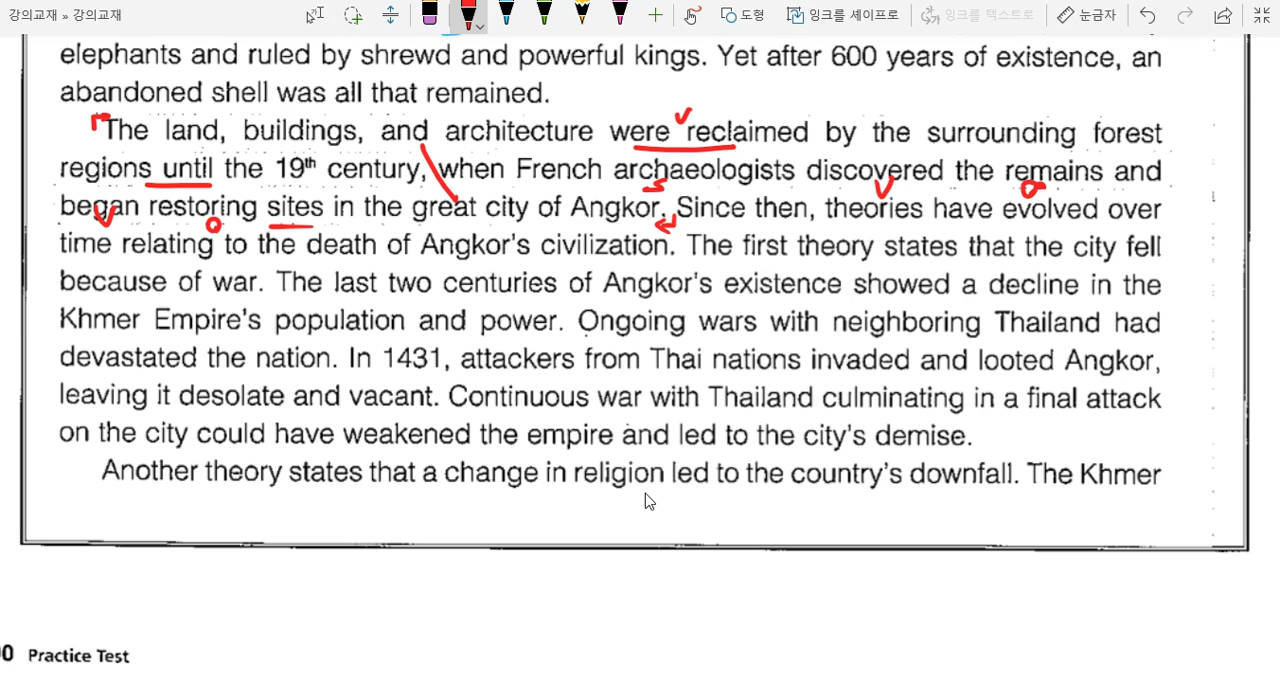 강의교재 » 강의교재 도형 잉크를 셰이프로 잉크를 텍스트로 눈금자
elephants and ruled by shrewd and powerful kings. Yet after 600 years of existence, an
abandoned shell was all that remained.
The land, buildings, and architecture were reclaimed by the surrounding forest
regions until the 19th century, when French archaeologists discovered the remains and
began restoring sites in the great city of Angkor. Since then, theories have evolved over
time relating to the death of Angkor's civilization. The first theory states that the city fell
because of war. The last two centuries of Angkor's existence showed a decline in the
Khmer Empire's population and power. Ongoing wars with neighboring Thailand had
devastated the nation. In 1431, attackers from Thai nations invaded and looted Angkor,
leaving it desolate and vacant. Continuous war with Thailand culminating in a final attack
on the city could have weakened the empire and led to the city's demise.
Another theory states that a change in religion led to the country's downfall. The Khmer
0 Practice Test